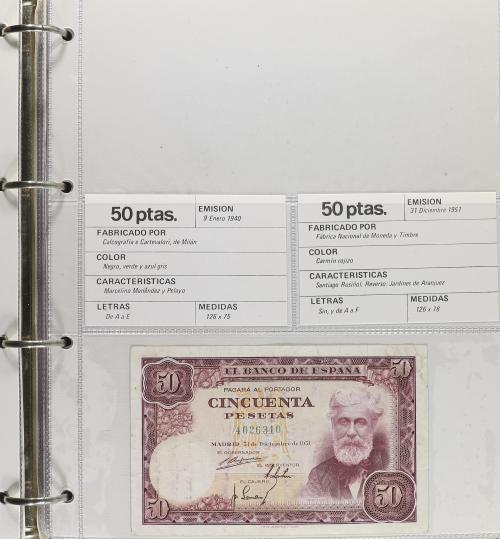 50 ptas.
EMISION
9 Enero 1940
FABRICADO POR
Calcografía e Cartevalori, de Milán
COLOR
Negro, verde y azul gris
CARACTERISTICAS
Marcelino Menéndez y Pelayo
LETRAS
De A a E
MEDIDAS
126 x 75
50 ptas.
EMISION
31 Diciembre 1951
FABRICADO POR
Fábrica Nacional de Moneda y Timbre
COLOR
Carmín rojizo
CARACTERISTICAS
Santiago Rusiñol. Reverso: Jardines de Aranjuez
LETRAS
Sin, y de A a F
MEDIDAS
126 x 78
50
EL BANCO DE ESPAÑA
50
PAGARÁ AL PORTADOR
CINCUENTA
PESETAS
4026340
MADRID, 31 de Diciembre de 1951
EL GOBERNADOR
EL INTERVENTOR
EL CAJERO
50
50